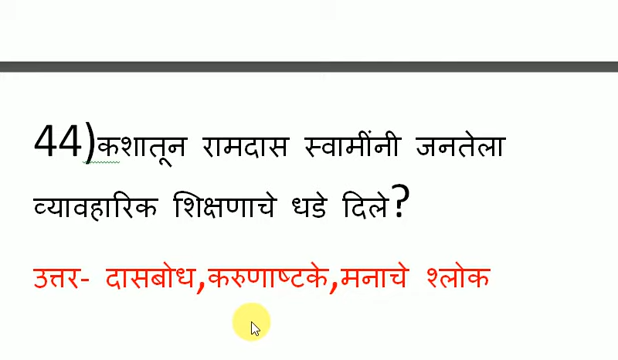 44)कशातून रामदास स्वामींनी जनतेला
व्यावहारिक शिक्षणाचे धडे दिले?
उत्तर- दासबोध,करुणाष्टके,मनाचे श्लोक